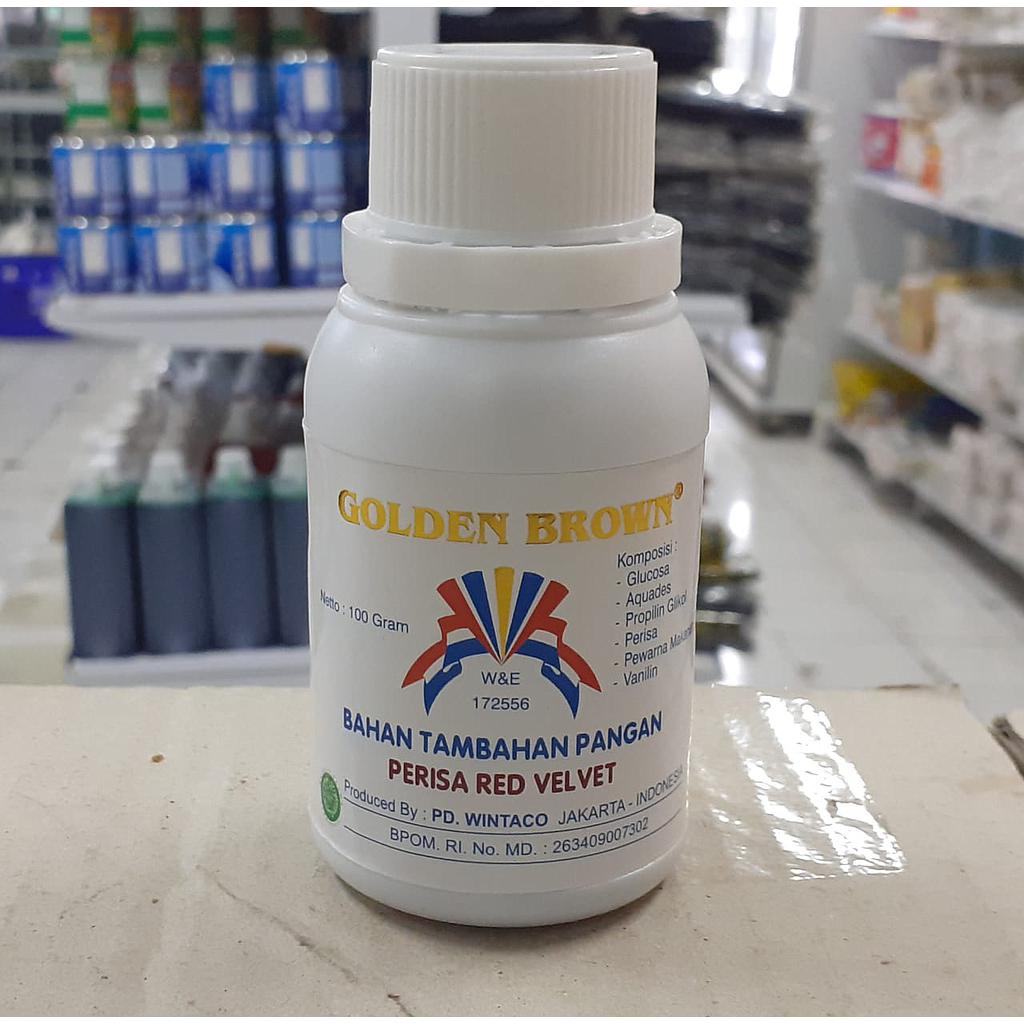 GOLDEN BROWN®
Netto : 100 Gram
Komposisi :
- Glucosa
- Aquades
- Propilin Glikol
- Perisa
- Pewarna
- Vanilin
W&E
172556
BAHAN TAMBAHAN PANGAN
PERISA RED VELVET
Produced By : PD. WINTACO JAKARTA - INDONESIA
BPOM. RI. No. MD. : 263409007302